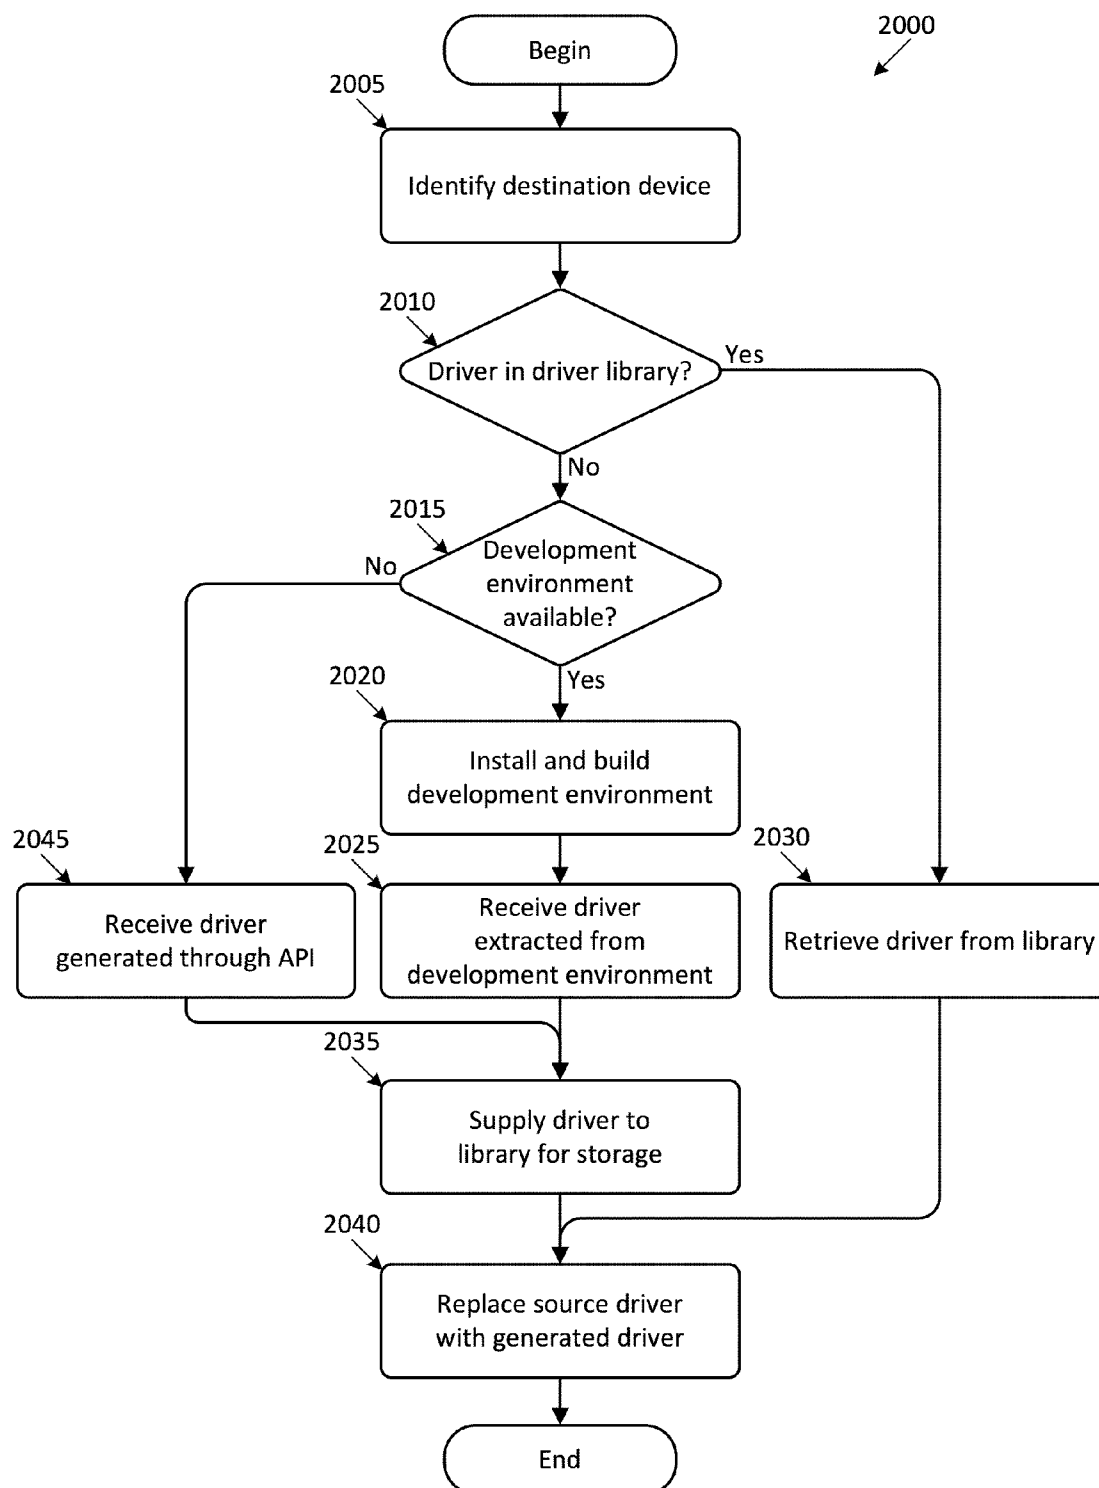 2000
Begin
2005
Identify destination device
2010
Driver in driver library?
Yes
No
2015
Development
environment
available?
No
Yes
2020
Install and build
development environment
2045
Receive driver
generated through API
2025
Receive driver
extracted from
development environment
2030
Retrieve driver from library
2035
Supply driver to
library for storage
2040
Replace source driver
with generated driver
End